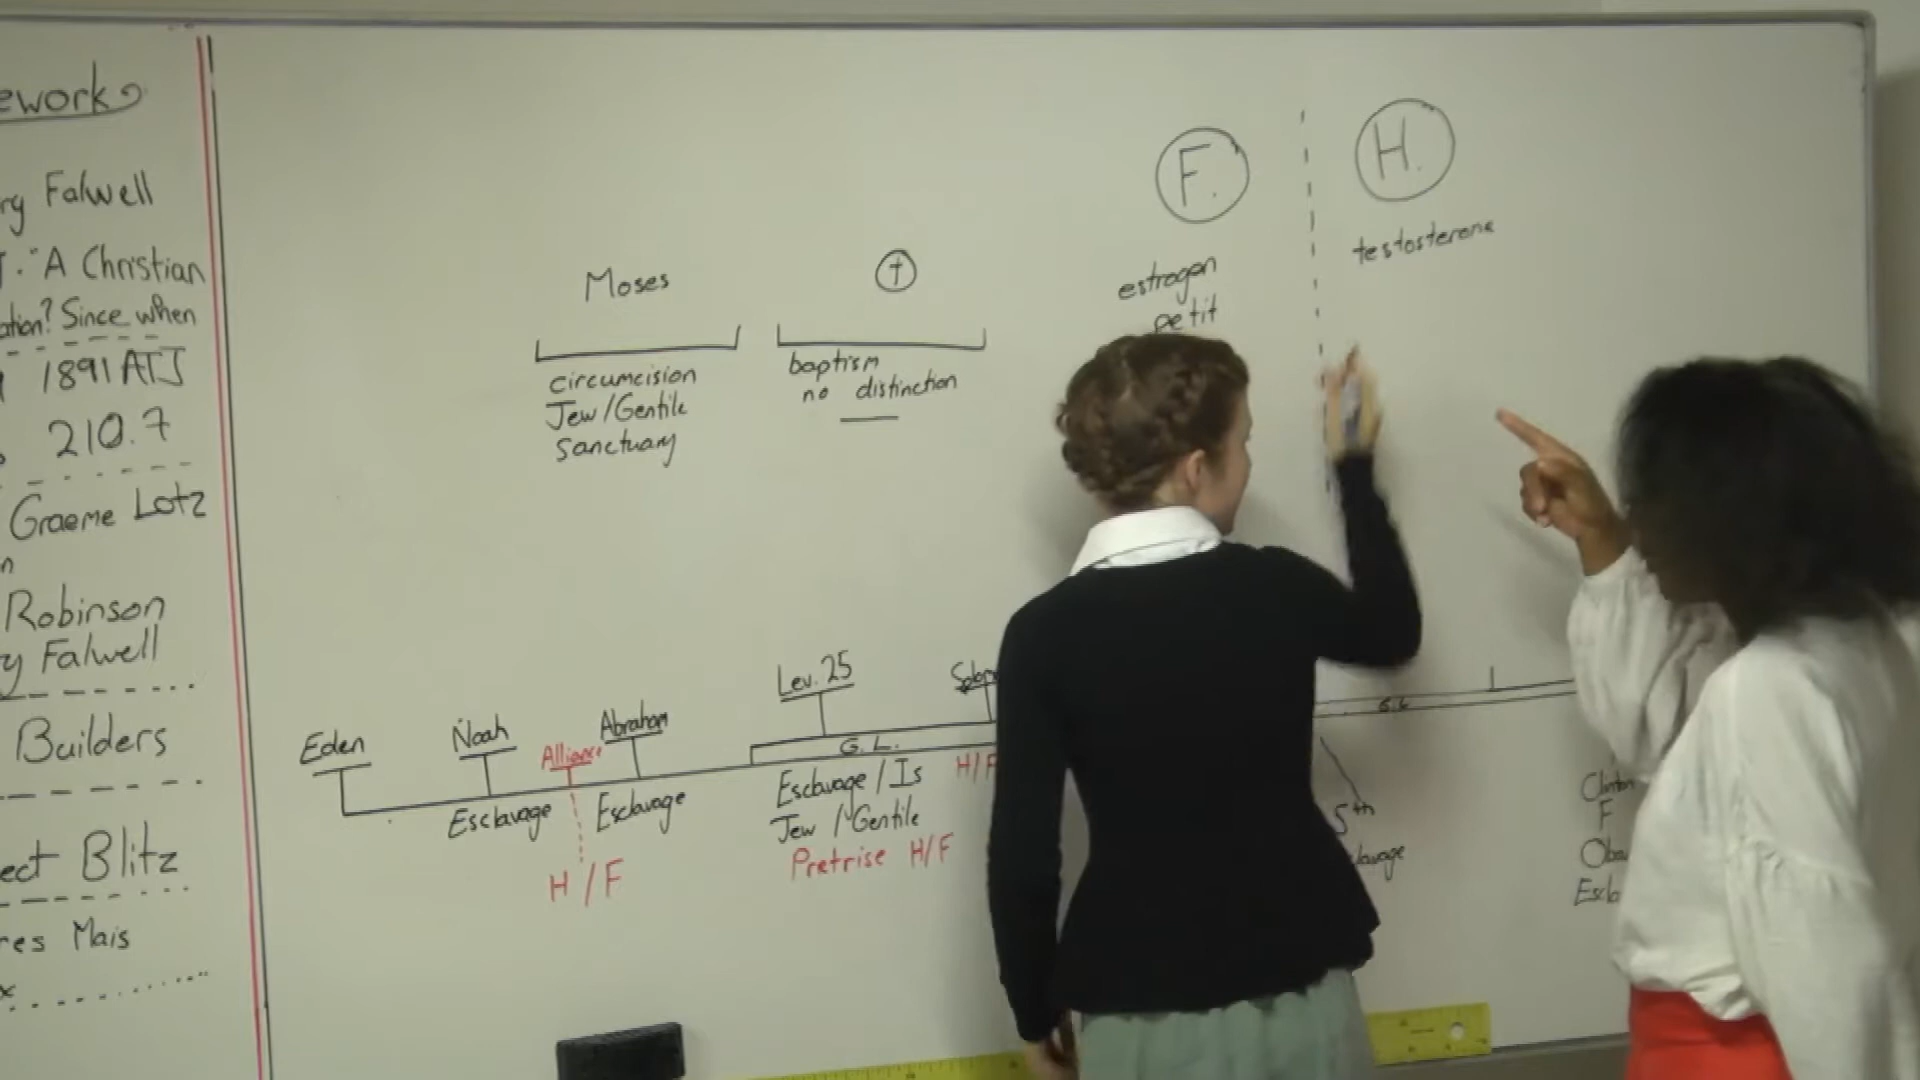 Falwell
"A Christian
Since when
1891 ATJ
210.7
Graeme Lotz
Robinson
Falwell
Builders
Blitz
Mais
Moses
circumcision
Jew/Gentile
Sanctuary
†
baptism
no distinction
F.
estrogen
petit
H.
testosterone
Eden
Noah
Alliance
Abraham
Lev. 25
Esclavage
Esclavage
H/F
G.L.
Esclavage/Is
Jew/Gentile
Pretrise H/F
H/F
G.L
5th
F